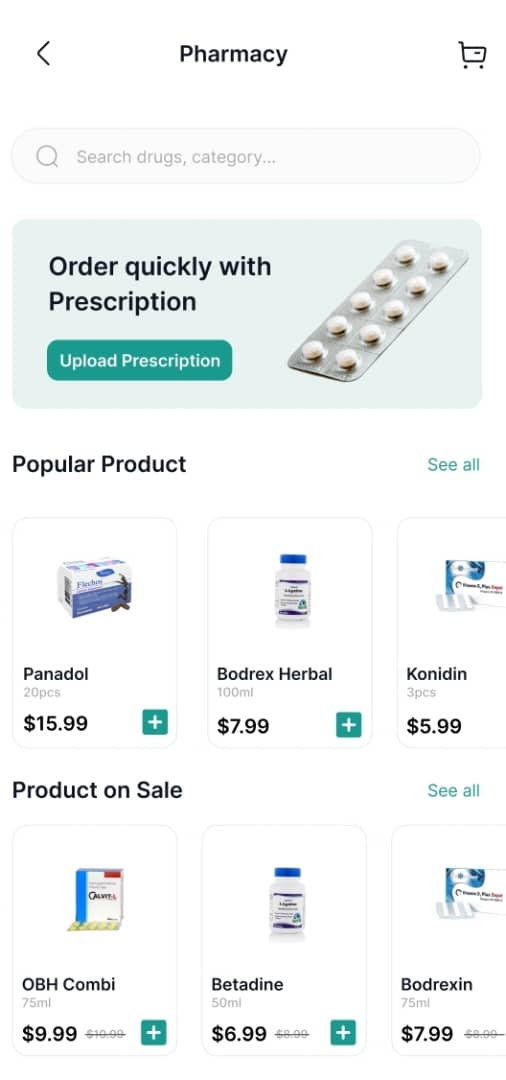 Pharmacy
Search drugs, category...
Order quickly with
Prescription
Upload Prescription
Popular Product
See all
Flechm
Panadol
20pcs
$15.99
Bodrex Herbal
100ml
$7.99
Konidin
3pcs
$5.99
Product on Sale
See all
CALVIT-L
OBH Combi
75ml
$9.99 $10.99
Betadine
50ml
$6.99 $8.99
Bodrexin
75ml
$7.99 $8.99